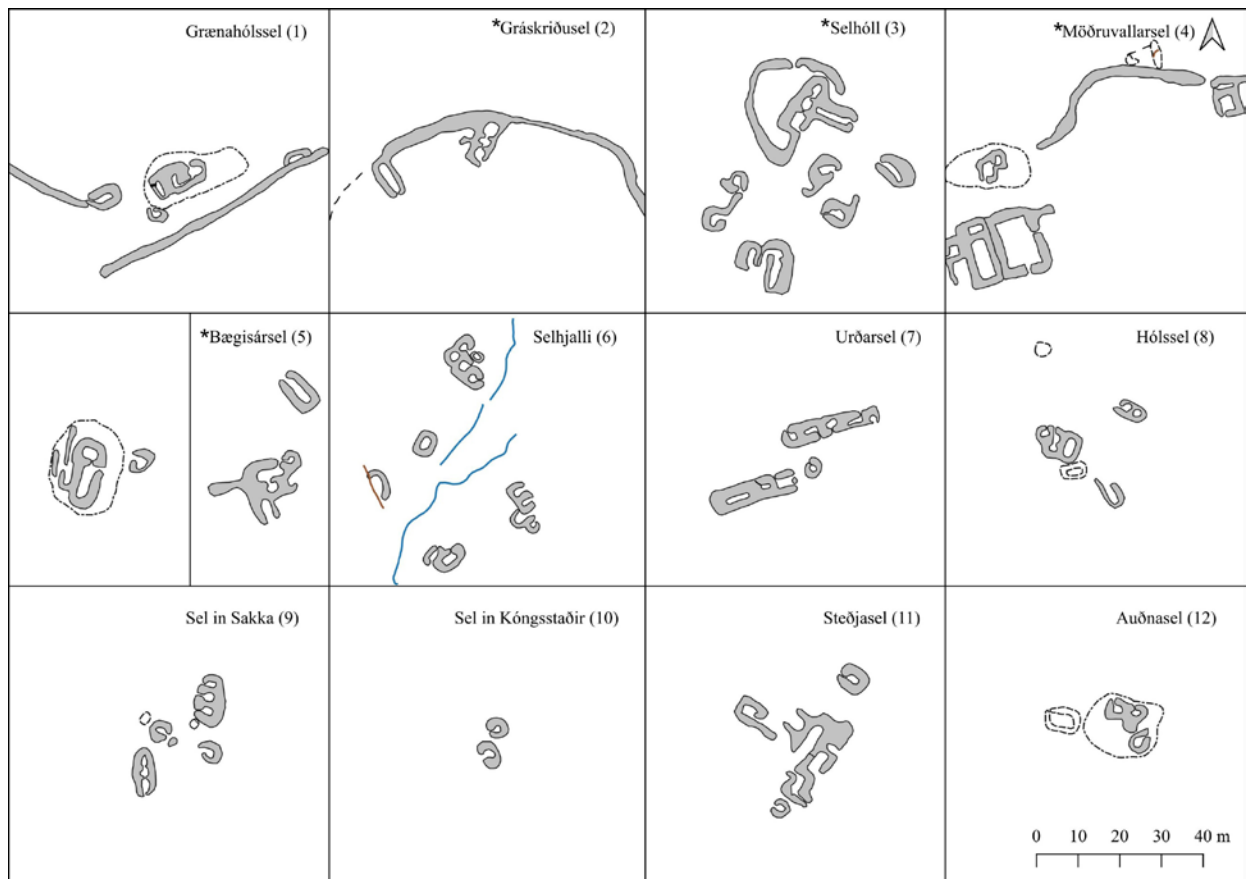 Grænahólssel (1)
*Gráskriðusel (2)
*Selhóll (3)
*Möðruvallarsel (4)
*Bægisársel (5)
Selhjalli (6)
Urðarsel (7)
Hólssel (8)
Sel in Sakka (9)
Sel in Kóngsstaðir (10)
Steðjasel (11)
Auðnasel (12)
0 10 20 30 40 m